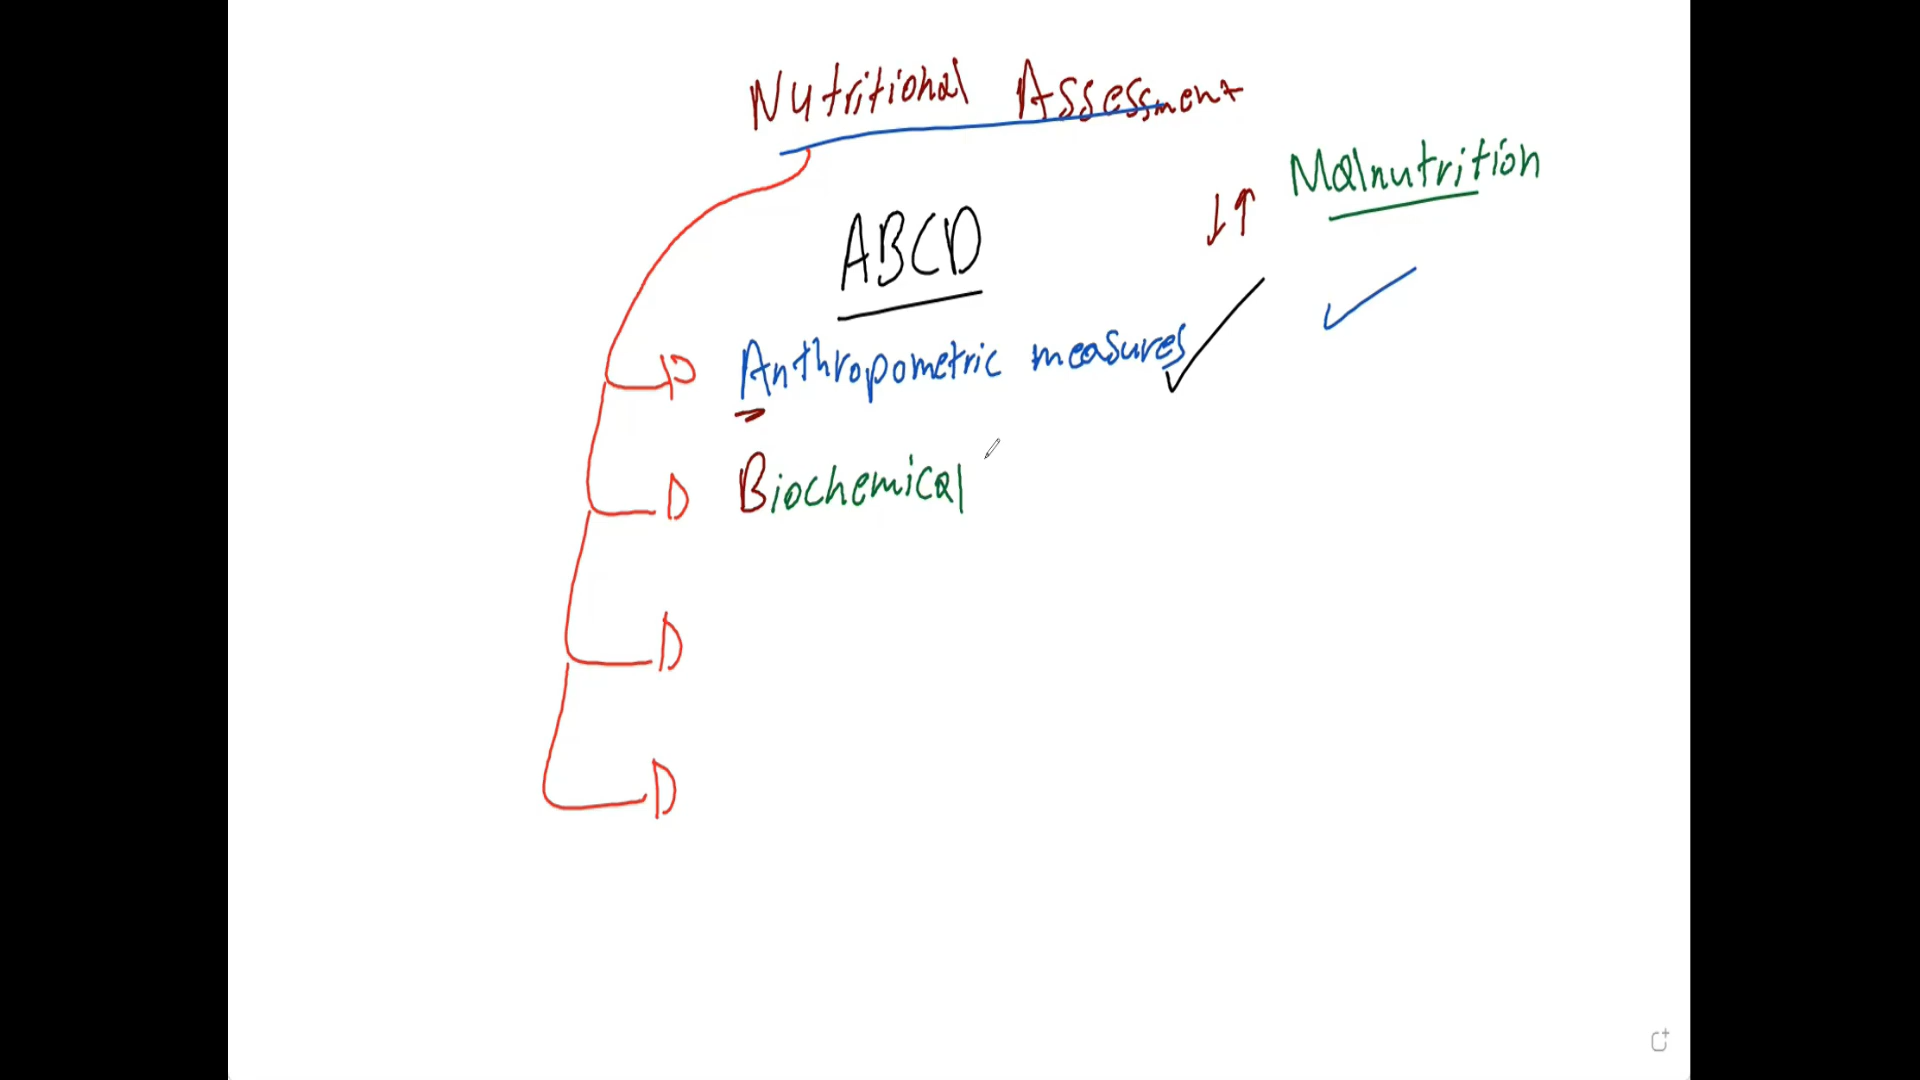 Nutritional Assessment
Malnutrition
↓↑
ABCD
Anthropometric measures
Biochemical